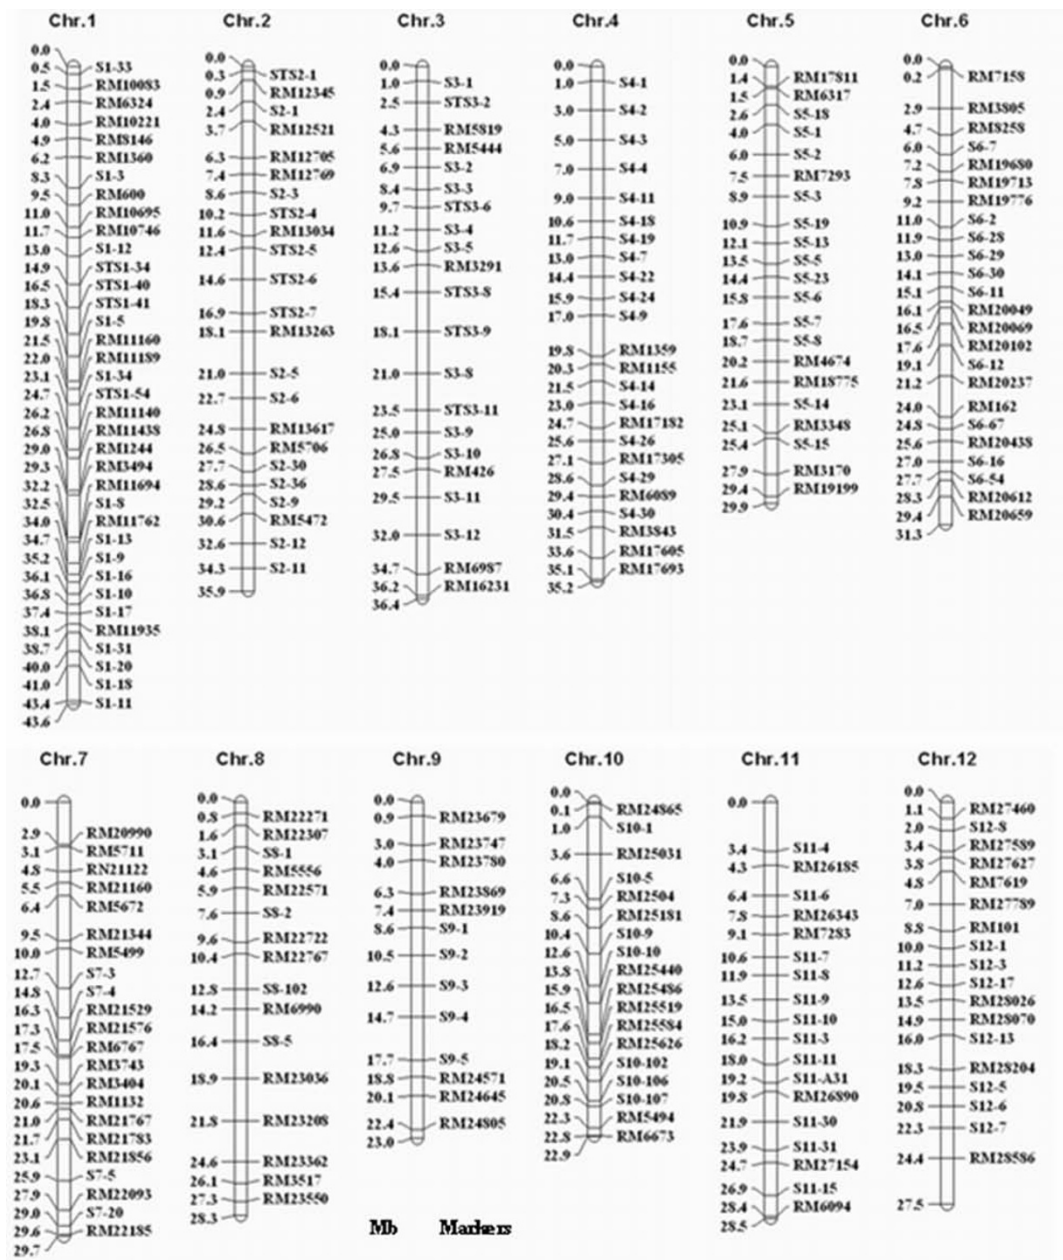 Chr.1
0.0
0.5 S1-33
1.5 RM10083
2.4 RM6324
4.0 RM10221
4.9 RM8146
6.2 RM1360
8.3 S1-3
9.5 RM600
11.0 RM10695
11.7 RM10746
13.0 S1-12
14.9 STS1-34
16.5 STS1-40
18.3 STS1-41
19.8 S1-5
21.5 RM11160
22.0 RM11189
23.1 S1-34
24.7 STS1-54
26.2 RM11140
26.8 RM11438
29.0 RM1244
29.3 RM3494
32.2 RM11694
32.5 S1-8
34.0 RM11762
34.7 S1-13
35.2 S1-9
36.1 S1-16
36.8 S1-10
37.4 S1-17
38.1 RM11935
38.7 S1-31
40.0 S1-20
41.0 S1-18
43.4 S1-11
43.6
Chr.2
0.0
0.3 STS2-1
0.9 RM12345
2.4 S2-1
3.7 RM12521
6.3 RM12705
7.4 RM12769
8.6 S2-3
10.2 STS2-4
11.6 RM13034
12.4 STS2-5
14.6 STS2-6
16.9 STS2-7
18.1 RM13263
21.0 S2-5
22.7 S2-6
24.8 RM13617
26.5 RM5706
27.7 S2-30
28.6 S2-36
29.2 S2-9
30.6 RM5472
32.6 S2-12
34.3 S2-11
35.9
Chr.3
0.0
1.0 S3-1
2.5 STS3-2
4.3 RM5819
5.6 RM5444
6.9 S3-2
8.4 S3-3
9.7 STS3-6
11.2 S3-4
12.6 S3-5
13.6 RM3291
15.4 STS3-8
18.1 STS3-9
21.0 S3-8
23.5 STS3-11
25.0 S3-9
26.8 S3-10
27.5 RM426
29.5 S3-11
32.0 S3-12
34.7 RM6987
36.2 RM16231
36.4
Chr.4
0.0
1.0 S4-1
3.0 S4-2
5.0 S4-3
7.0 S4-4
9.0 S4-11
10.6 S4-18
11.7 S4-19
13.0 S4-7
14.4 S4-22
15.9 S4-24
17.0 S4-9
19.8 RM1359
20.3 RM1155
21.5 S4-14
23.0 S4-16
24.7 RM17182
25.6 S4-26
27.1 RM17305
28.6 S4-29
29.4 RM6089
30.4 S4-30
31.5 RM3843
33.6 RM17605
35.1 RM17693
35.2
Chr.5
0.0
1.4 RM17811
1.5 RM6317
2.6 S5-18
4.0 S5-1
6.0 S5-2
7.5 RM7293
8.9 S5-3
10.9 S5-19
12.1 S5-13
13.5 S5-5
14.4 S5-23
15.8 S5-6
17.6 S5-7
18.7 S5-8
20.2 RM4674
21.6 RM18775
23.1 S5-14
25.1 RM3348
25.4 S5-15
27.9 RM3170
29.4 RM19199
29.9
Chr.6
0.0
0.2 RM7158
2.9 RM3805
4.7 RM8258
6.0 S6-7
7.2 RM19680
7.8 RM19713
9.2 RM19776
11.0 S6-2
11.9 S6-28
13.0 S6-29
14.1 S6-30
15.1 S6-11
16.1 RM20049
16.5 RM20069
17.6 RM20102
19.1 S6-12
21.2 RM20237
24.0 RM162
24.8 S6-67
25.6 RM20438
27.0 S6-16
27.7 S6-54
28.3 RM20612
29.4 RM20659
31.3
Chr.7
0.0
2.9 RM20990
3.1 RM5711
4.8 RN21122
5.5 RM21160
6.4 RM5672
9.5 RM21344
10.0 RM5499
12.7 S7-3
14.8 S7-4
16.3 RM21529
17.3 RM21576
17.5 RM6767
19.3 RM3743
20.1 RM3404
20.6 RM1132
21.0 RM21767
21.7 RM21783
23.1 RM21856
25.9 S7-5
27.9 RM22093
29.0 S7-20
29.6 RM22185
29.7
Chr.8
0.0
0.8 RM22271
1.6 RM22307
3.1 S8-1
4.6 RM5556
5.9 RM22571
7.6 S8-2
9.6 RM22722
10.4 RM22767
12.8 S8-102
14.2 RM6990
16.4 S8-5
18.9 RM23036
21.8 RM23208
24.6 RM23362
26.1 RM3517
27.3 RM23550
28.3
Chr.9
0.0
0.9 RM23679
3.0 RM23747
4.0 RM23780
6.3 RM23869
7.4 RM23919
8.6 S9-1
10.5 S9-2
12.6 S9-3
14.7 S9-4
17.7 S9-5
18.8 RM24571
20.1 RM24645
22.4 RM24805
23.0
Chr.10
0.0
0.1 RM24865
1.0 S10-1
3.6 RM25031
6.6 S10-5
7.3 RM2504
8.6 RM25181
10.4 S10-9
12.6 S10-10
13.8 RM25440
15.9 RM25486
16.5 RM25519
17.6 RM25584
18.2 RM25626
19.1 S10-102
20.5 S10-106
20.8 S10-107
22.3 RM5494
22.8 RM6673
22.9
Chr.11
0.0
3.4 S11-4
4.3 RM26185
6.4 S11-6
7.8 RM26343
9.1 RM7283
10.6 S11-7
11.9 S11-8
13.5 S11-9
15.0 S11-10
16.2 S11-3
18.0 S11-11
19.2 S11-A31
19.8 RM26890
21.9 S11-30
23.9 S11-31
24.7 RM27154
26.9 S11-15
28.4 RM6094
28.5
Chr.12
0.0
1.1 RM27460
2.0 S12-8
3.4 RM27589
3.8 RM27627
4.8 RM7619
7.0 RM27789
8.8 RM101
10.0 S12-1
11.2 S12-3
12.6 S12-17
13.5 RM28026
14.9 RM28070
16.0 S12-13
18.3 RM28204
19.5 S12-5
20.8 S12-6
22.3 S12-7
24.4 RM28586
27.5
Mb Markers